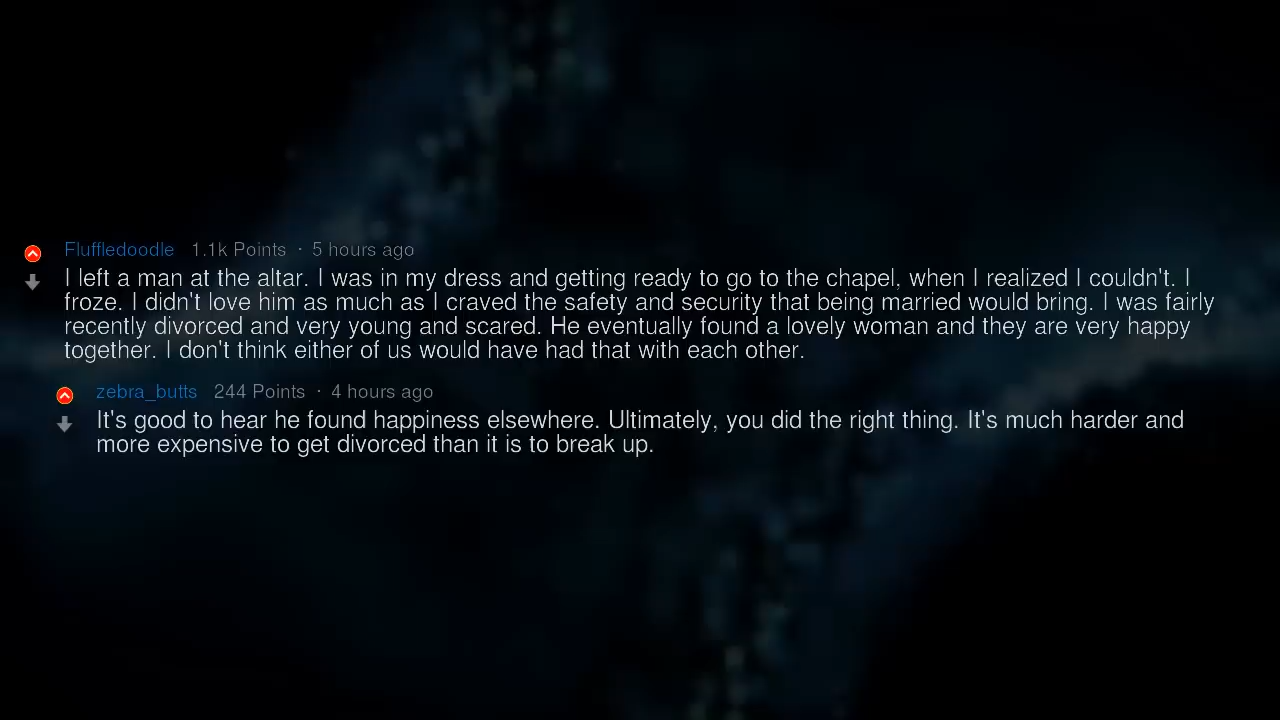 Fluffledoodle 1.1k Points · 5 hours ago
I left a man at the altar. I was in my dress and getting ready to go to the chapel, when I realized I couldn't. I
froze. I didn't love him as much as I craved the safety and security that being married would bring. I was fairly
recently divorced and very young and scared. He eventually found a lovely woman and they are very happy
together. I don't think either of us would have had that with each other.
zebra_butts 244 Points · 4 hours ago
It's good to hear he found happiness elsewhere. Ultimately, you did the right thing. It's much harder and
more expensive to get divorced than it is to break up.